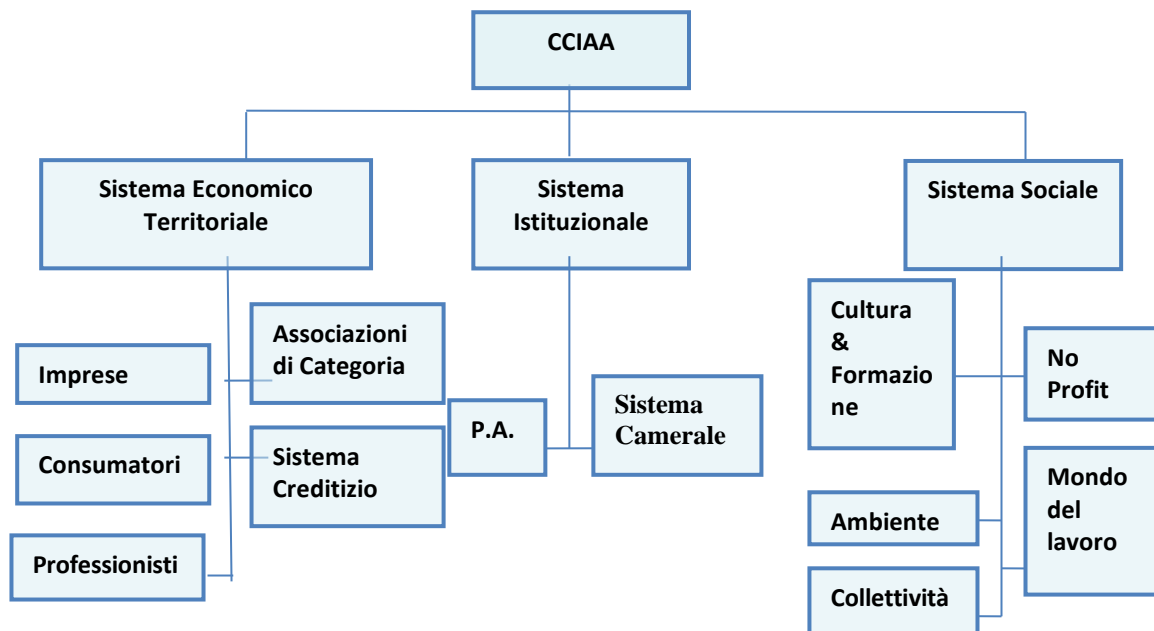 CCIAA
Sistema Economico
Territoriale
Sistema
Istituzionale
Sistema Sociale
Imprese
Associazioni
di Categoria
Consumatori
Sistema
Creditizio
Professionisti
P.A.
Sistema
Camerale
Cultura
&
Formazio
ne
No
Profit
Ambiente
Mondo
del
lavoro
Collettività